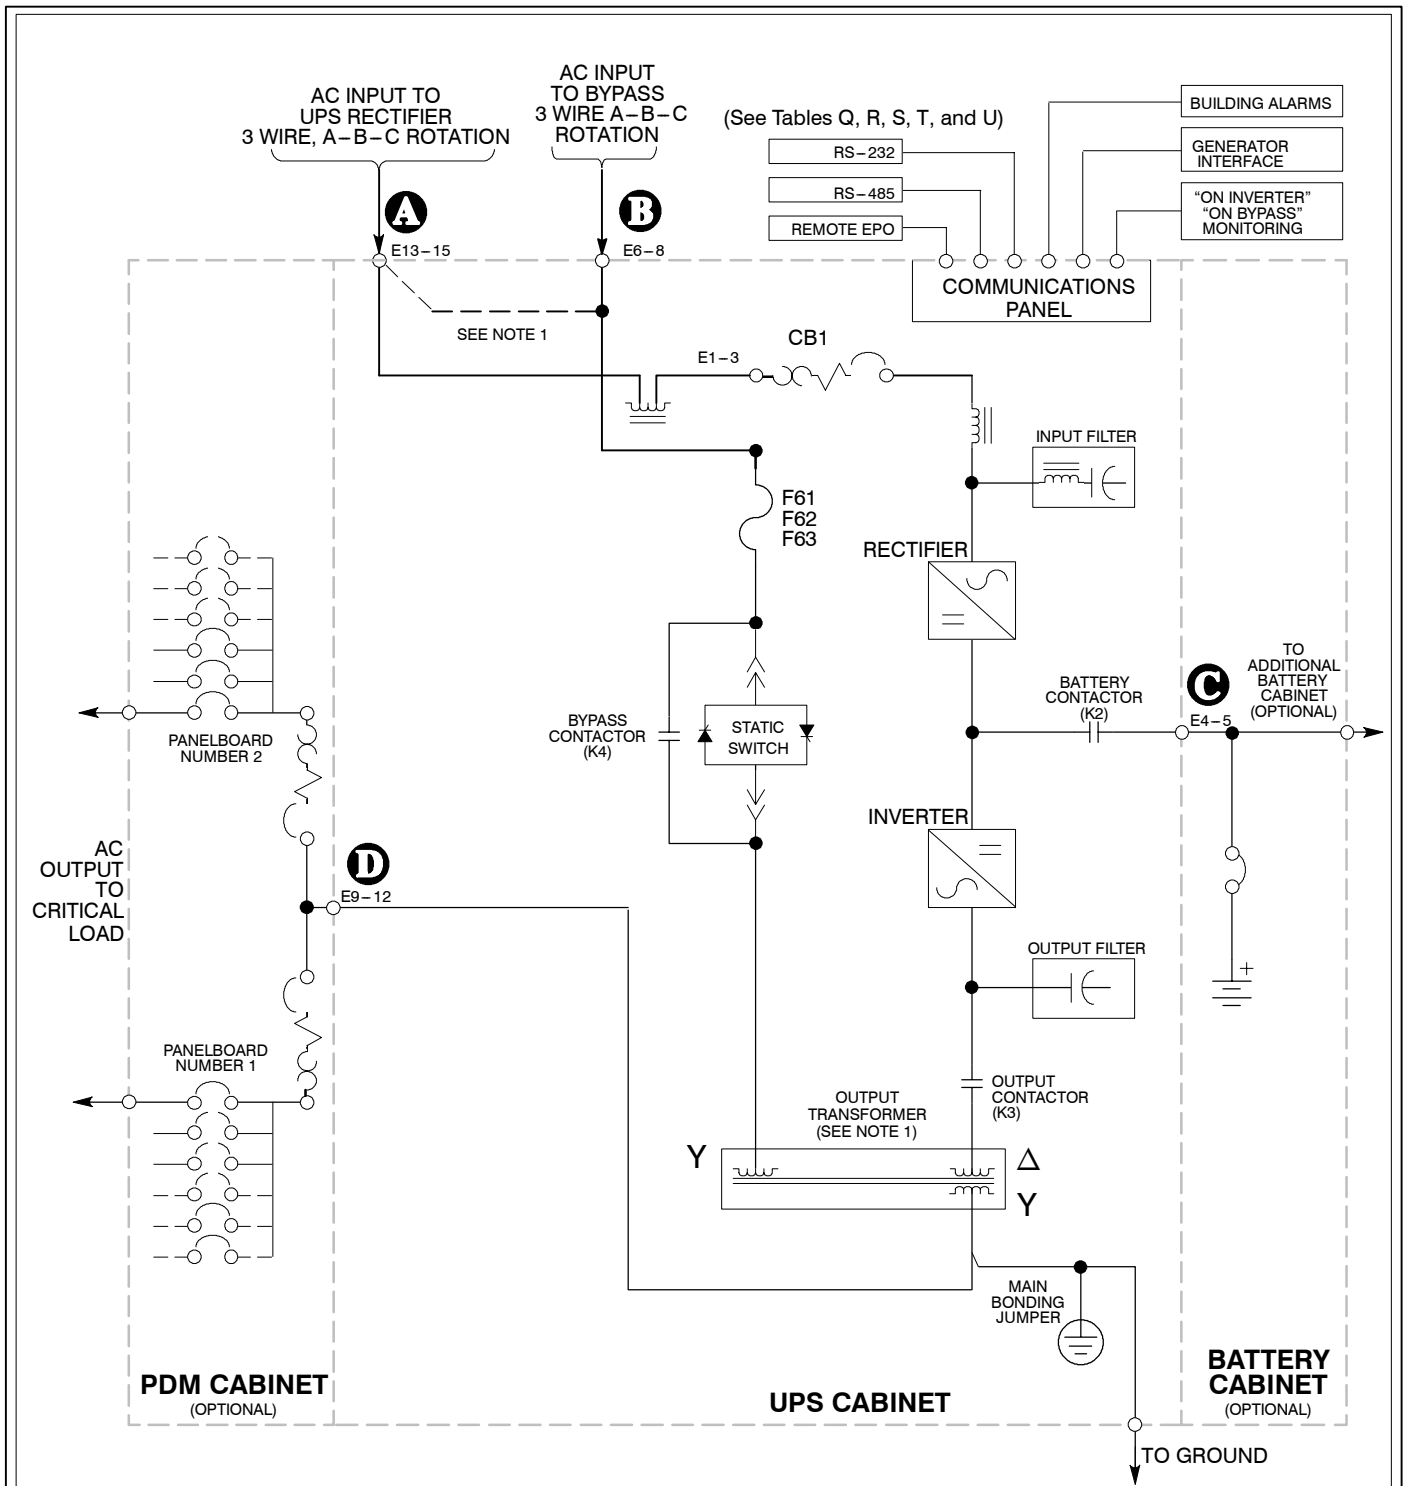 AC INPUT TO
UPS RECTIFIER
3 WIRE, A–B–C ROTATION
AC INPUT
TO BYPASS
3 WIRE A–B–C
ROTATION
(See Tables Q, R, S, T, and U)
RS–232
RS–485
REMOTE EPO
BUILDING ALARMS
GENERATOR
INTERFACE
“ON INVERTER”
“ON BYPASS”
MONITORING
A
E13–15
B
E6–8
COMMUNICATIONS
PANEL
SEE NOTE 1
E1–3
CB1
INPUT FILTER
F61
F62
F63
RECTIFIER
BATTERY
CONTACTOR
(K2)
C
E4–5
TO
ADDITIONAL
BATTERY
CABINET
(OPTIONAL)
BYPASS
CONTACTOR
(K4)
STATIC
SWITCH
PANELBOARD
NUMBER 2
INVERTER
AC
OUTPUT
TO
CRITICAL
LOAD
D
E9–12
OUTPUT FILTER
+
PANELBOARD
NUMBER 1
OUTPUT
CONTACTOR
(K3)
OUTPUT
TRANSFORMER
(SEE NOTE 1)
Y
Δ
Y
MAIN
BONDING
JUMPER
PDM CABINET
(OPTIONAL)
UPS CABINET
BATTERY
CABINET
(OPTIONAL)
TO GROUND